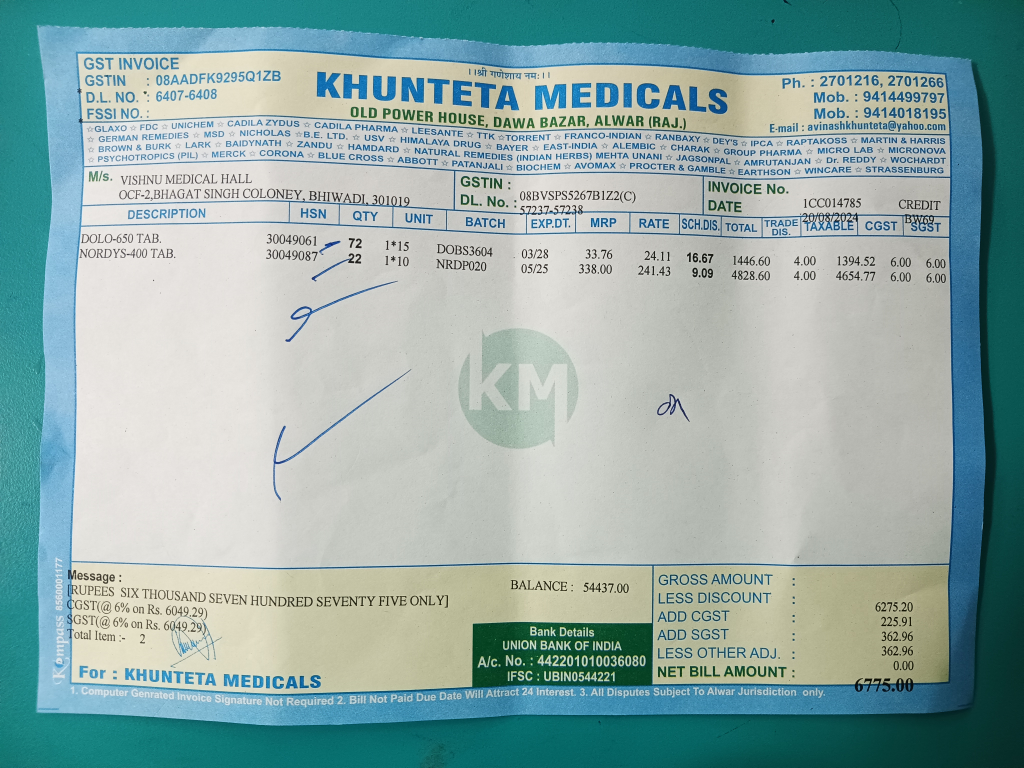 GST INVOICE
GSTIN : 08AADFK9295Q1ZB
D.L. NO. : 6407-6408
FSSI NO. :
।।श्री गणेशाय नमः।।
KHUNTETA MEDICALS
OLD POWER HOUSE, DAWA BAZAR, ALWAR (RAJ.)
Ph. : 2701216, 2701266
Mob. : 9414499797
Mob. : 9414018195
E-mail : avinashkhunteta@yahoo.com
☆GLAXO ☆ FDC ☆ UNICHEM ☆ CADILA ZYDUS ☆ CADILA PHARMA ☆ LEESANTE ☆ TTK ☆TORRENT ☆ FRANCO-INDIAN ☆ RANBAXY ☆ DEY'S ☆ IPCA ☆ RAPTAKOSS ☆ MARTIN & HARRIS
☆ GERMAN REMEDIES ☆ MSD ☆ NICHOLAS ☆B.E. LTD. ☆ USV ☆ HIMALAYA DRUG ☆ BAYER ☆ EAST-INDIA ☆ ALEMBIC ☆ CHARAK ☆ GROUP PHARMA ☆ MICRO LAB ☆ MICRONOVA
☆ BROWN & BURK ☆ LARK ☆ BAIDYNATH ☆ ZANDU ☆ HAMDARD ☆ NATURAL REMEDIES (INDIAN HERBS) MEHTA UNANI ☆ JAGSONPAL ☆ AMRUTANJAN ☆ Dr. REDDY ☆ WOCHARDT
☆ PSYCHOTROPICS (PIL) ☆ MERCK ☆ CORONA ☆ BLUE CROSS ☆ ABBOTT ☆ PATANJALI ☆ BIOCHEM ☆ AVOMAX ☆ PROCTER & GAMBLE ☆ EARTHSON ☆ WINCARE ☆ STRASSENBURG
M/s. VISHNU MEDICAL HALL
OCF-2,BHAGAT SINGH COLONEY, BHIWADI, 301019
GSTIN : 08BVSPS5267B1Z2(C)
DL. No. : 57237-57238
INVOICE No. 1CC014785 CREDIT
DATE 20/08/2024 BW69
DESCRIPTION HSN QTY UNIT BATCH EXP.DT. MRP RATE SCH.DIS. TOTAL TRADE DIS. TAXABLE CGST SGST
DOLO-650 TAB. 30049061 72 1*15 DOBS3604 03/28 33.76 24.11 16.67 1446.60 4.00 1394.52 6.00 6.00
NORDYS-400 TAB. 30049087 22 1*10 NRDP020 05/25 338.00 241.43 9.09 4828.60 4.00 4654.77 6.00 6.00
KM
Kompass 8560001177
Message :
[RUPEES SIX THOUSAND SEVEN HUNDRED SEVENTY FIVE ONLY]
CGST(@ 6% on Rs. 6049.29)
SGST(@ 6% on Rs. 6049.29)
Total Item :- 2
For : KHUNTETA MEDICALS
BALANCE : 54437.00
Bank Details
UNION BANK OF INDIA
A/c. No. : 442201010036080
IFSC : UBIN0544221
GROSS AMOUNT : 6275.20
LESS DISCOUNT : 225.91
ADD CGST : 362.96
ADD SGST : 362.96
LESS OTHER ADJ. : 0.00
NET BILL AMOUNT : 6775.00
1. Computer Genrated Invoice Signature Not Required 2. Bill Not Paid Due Date Will Attract 24 Interest. 3. All Disputes Subject To Alwar Jurisdiction only.